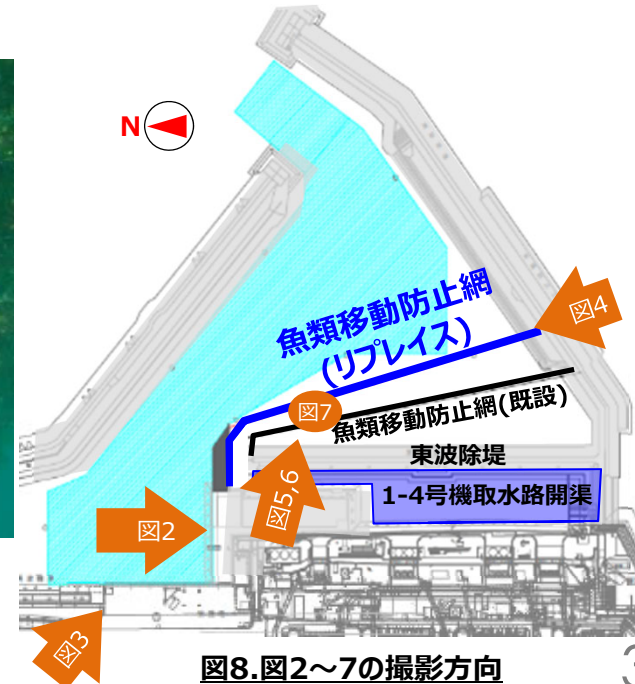 N
魚類移動防止網
(リプレイス)
図4
図7
魚類移動防止網(既設)
東波除堤
1-4号機取水路開渠
図5,6
図2
図3
図8.図2～7の撮影方向